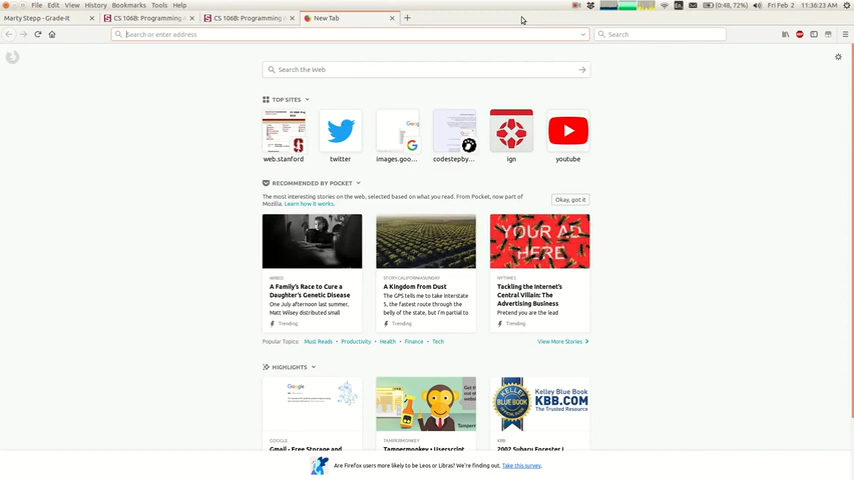 File Edit View History Bookmarks Tools Help
(0:48, 72%) Fri Feb 2 11:36:23 AM
Marty Stepp - Grade-It
CS 106B: Programming
CS 106B: Programming
New Tab
Search or enter address
Search
Search the Web
TOP SITES
web.stanford twitter images.goo... codestepby... ign youtube
RECOMMENDED BY POCKET
The most interesting stories on the web, selected based on what you read. From Pocket, now part of
Mozilla. Learn how it works.
Okay, got it
YOUR AD
HERE
WIRED
A Family's Race to Cure a
Daughter's Genetic Disease
One July afternoon last summer,
Matt Wilsey distributed small
Trending
STORY.CALIFORNIASUNDAY
A Kingdom from Dust
The GPS tells me to take Interstate
5, the fastest route through the
belly of the state, but I'm partial to
Trending
NYTIMES
Tackling the Internet's
Central Villain: The
Advertising Business
Pretend you are the lead
Trending
Popular Topics: Must Reads • Productivity • Health • Finance • Tech
View More Stories
HIGHLIGHTS
Google
KELLEY
BLUE BOOK
Kelley Blue Book
KBB.COM
The Trusted Resource
GOOGLE
Gmail - Free Storage and
TAMPERMONKEY
Tampermonkey • Userscript
KBB
2002 Subaru Forester L
Are Firefox users more likely to be Leos or Libras? We're finding out. Take this survey.